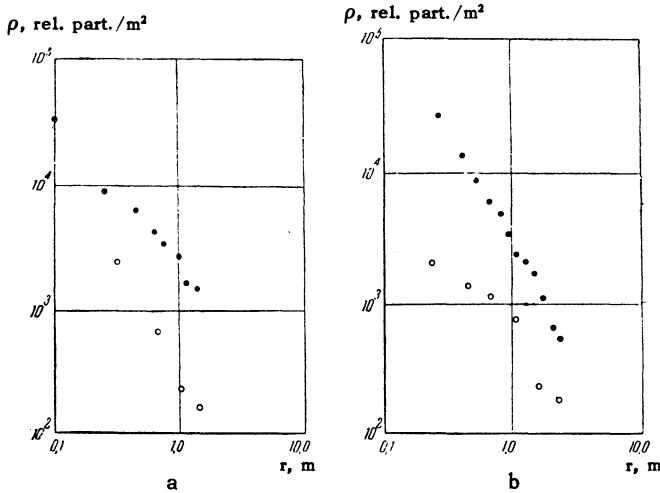 ρ, rel. part./m²
10⁵
10⁴
10³
10²
0,1
1,0
10,0
r, m
a
ρ, rel. part./m²
10⁵
10⁴
10³
10²
0,1
1,0
10,0
r, m
b